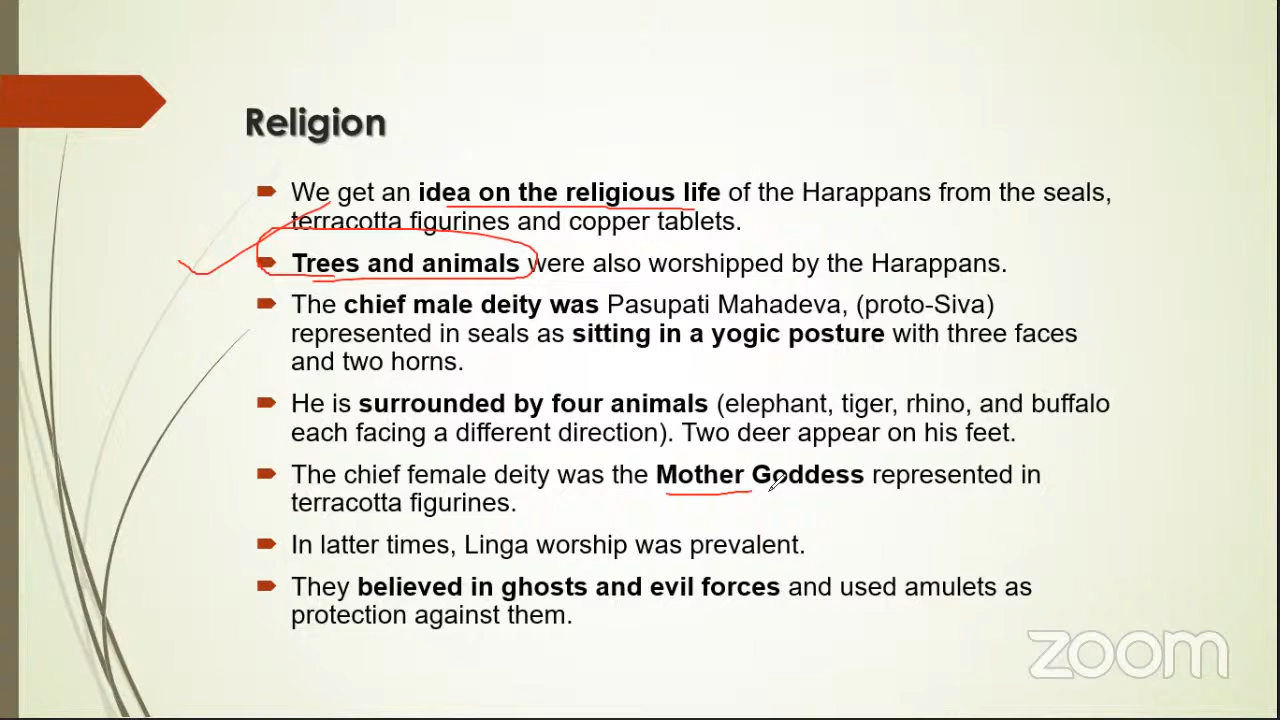 Religion
We get an idea on the religious life of the Harappans from the seals,
terracotta figurines and copper tablets.
Trees and animals were also worshipped by the Harappans.
The chief male deity was Pasupati Mahadeva, (proto-Siva)
represented in seals as sitting in a yogic posture with three faces
and two horns.
He is surrounded by four animals (elephant, tiger, rhino, and buffalo
each facing a different direction). Two deer appear on his feet.
The chief female deity was the Mother Goddess represented in
terracotta figurines.
In latter times, Linga worship was prevalent.
They believed in ghosts and evil forces and used amulets as
protection against them.
zoom